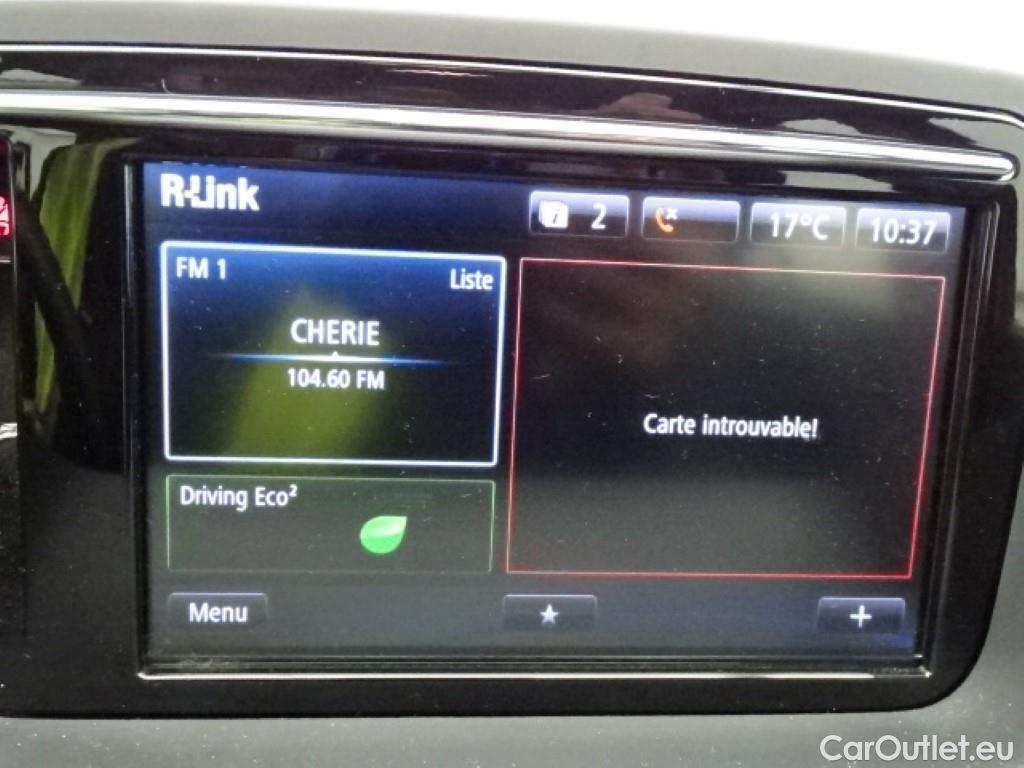 R-Link
2
17°C
10:37
FM 1
Liste
CHERIE
104.60 FM
Carte introuvable!
Driving Eco²
Menu
CarOutlet.eu